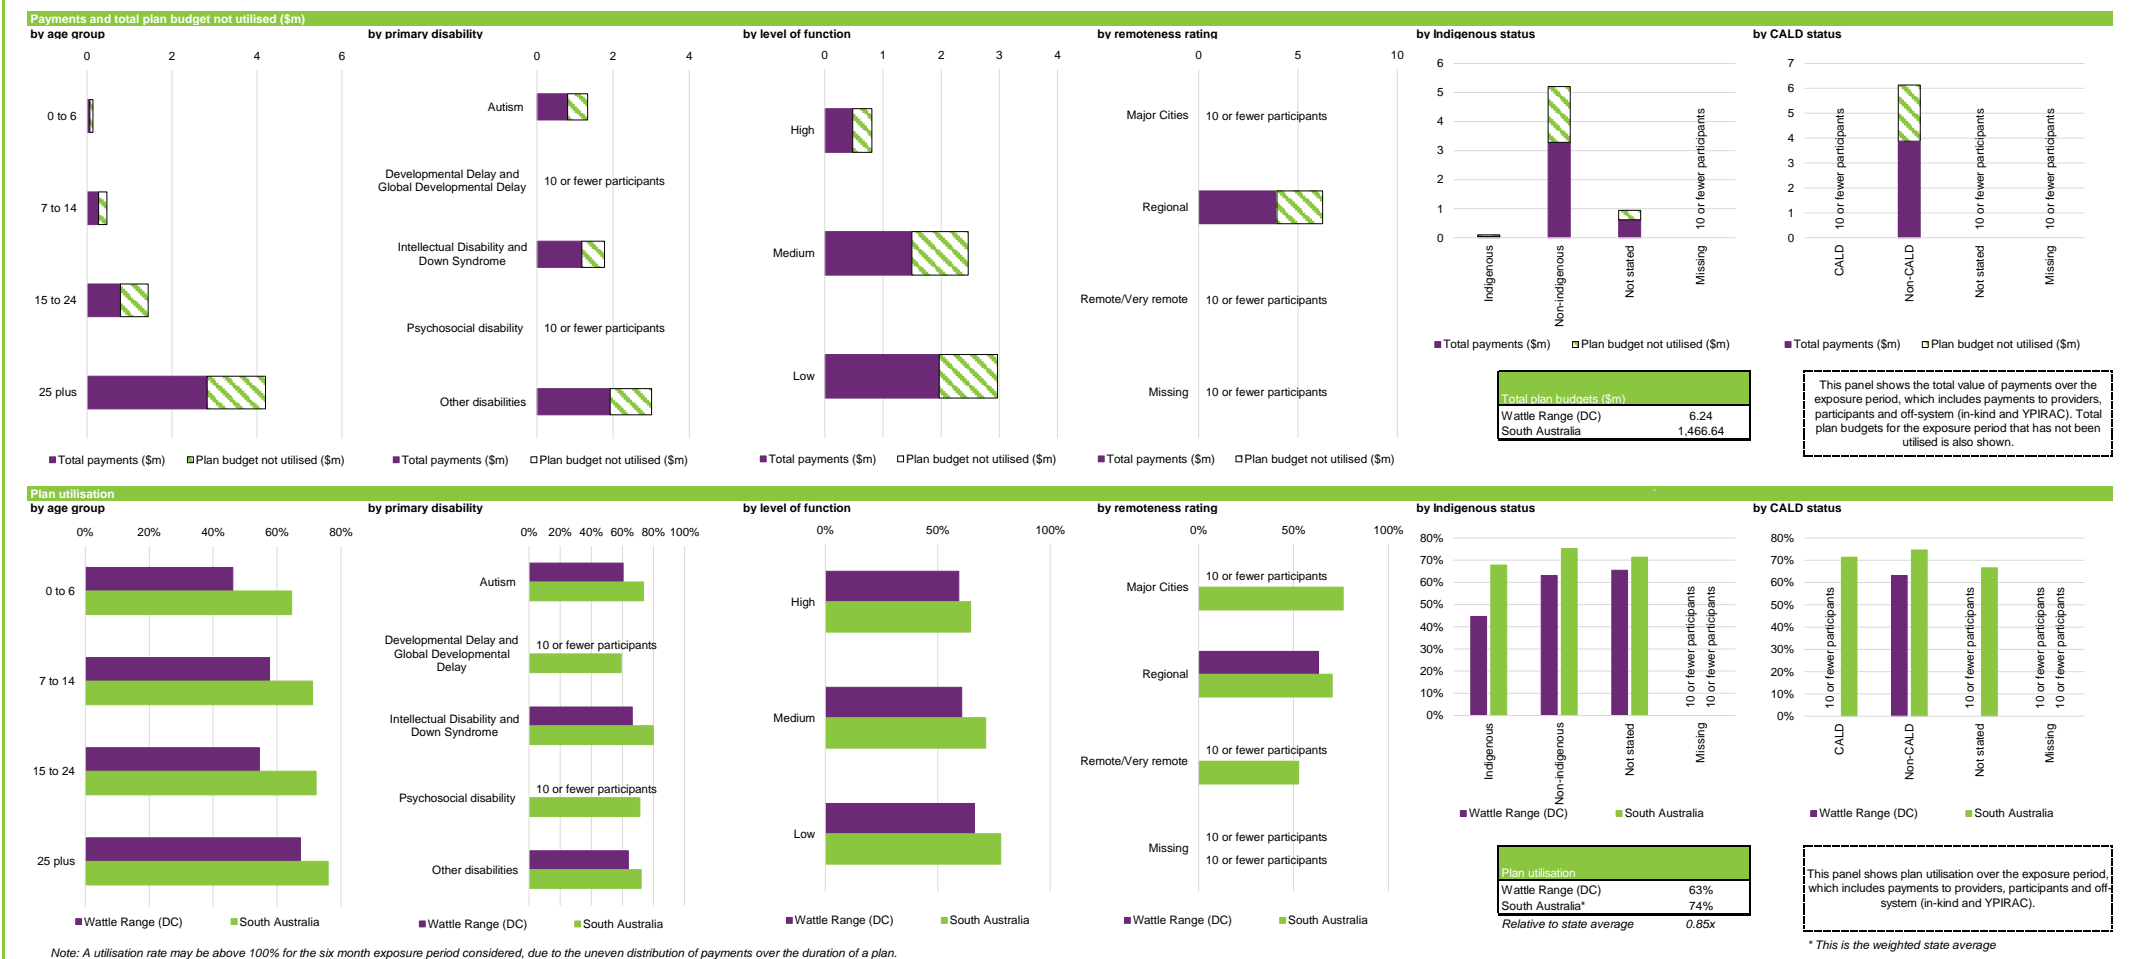 Payments and total plan budget not utilised ($m)
by age group
0 2 4 6
0 to 6
7 to 14
15 to 24
25 plus
Total payments ($m) Plan budget not utilised ($m)
by primary disability
0 2 4
Autism
Developmental Delay and
Global Developmental Delay
10 or fewer participants
Intellectual Disability and
Down Syndrome
Psychosocial disability
10 or fewer participants
Other disabilities
Total payments ($m) Plan budget not utilised ($m)
by level of function
0 1 2 3 4
High
Medium
Low
Total payments ($m) Plan budget not utilised ($m)
by remoteness rating
0 5 10
Major Cities 10 or fewer participants
Regional
Remote/Very remote 10 or fewer participants
Missing 10 or fewer participants
Total payments ($m) Plan budget not utilised ($m)
by Indigenous status
6
5
4
3
2
1
0
10 or fewer participants
Indigenous
Non-indigenous
Not stated
Missing
Total payments ($m) Plan budget not utilised ($m)
by CALD status
7
6
5
4
3
2
1
0
10 or fewer participants
10 or fewer participants
10 or fewer participants
CALD
Non-CALD
Not stated
Missing
Total payments ($m) Plan budget not utilised ($m)
Total plan budgets ($m)
Wattle Range (DC) 6.24
South Australia 1,466.64
This panel shows the total value of payments over the
exposure period, which includes payments to providers,
participants and off-system (in-kind and YPIRAC). Total
plan budgets for the exposure period that has not been
utilised is also shown.
Plan utilisation
by age group
0% 20% 40% 60% 80%
0 to 6
7 to 14
15 to 24
25 plus
Wattle Range (DC) South Australia
by primary disability
0% 20% 40% 60% 80% 100%
Autism
Developmental Delay and
Global Developmental
Delay
10 or fewer participants
Intellectual Disability and
Down Syndrome
Psychosocial disability
10 or fewer participants
Other disabilities
Wattle Range (DC) South Australia
by level of function
0% 50% 100%
High
Medium
Low
Wattle Range (DC) South Australia
by remoteness rating
0% 50% 100%
Major Cities
10 or fewer participants
Regional
Remote/Very remote
10 or fewer participants
Missing
10 or fewer participants
10 or fewer participants
Wattle Range (DC) South Australia
by Indigenous status
80%
70%
60%
50%
40%
30%
20%
10%
0%
10 or fewer participants
10 or fewer participants
Indigenous
Non-indigenous
Not stated
Missing
Wattle Range (DC) South Australia
by CALD status
80%
70%
60%
50%
40%
30%
20%
10%
0%
10 or fewer participants
10 or fewer participants
10 or fewer participants
10 or fewer participants
CALD
Non-CALD
Not stated
Missing
Wattle Range (DC) South Australia
Plan utilisation
Wattle Range (DC) 63%
South Australia* 74%
Relative to state average 0.85x
This panel shows plan utilisation over the exposure period,
which includes payments to providers, participants and off-
system (in-kind and YPIRAC).
* This is the weighted state average
Note: A utilisation rate may be above 100% for the six month exposure period considered, due to the uneven distribution of payments over the duration of a plan.